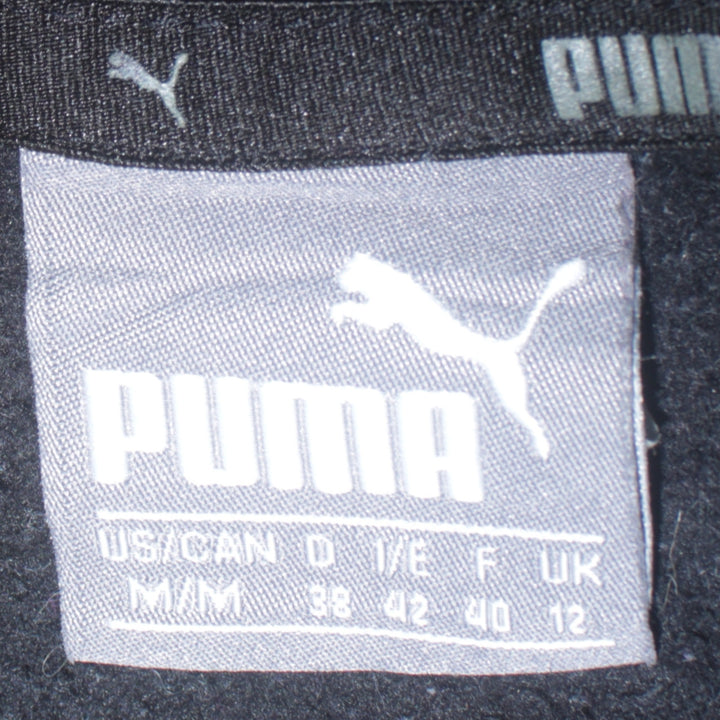 PUM
PUMA
US/CAN D I/E F UK
M/M 38 42 40 12